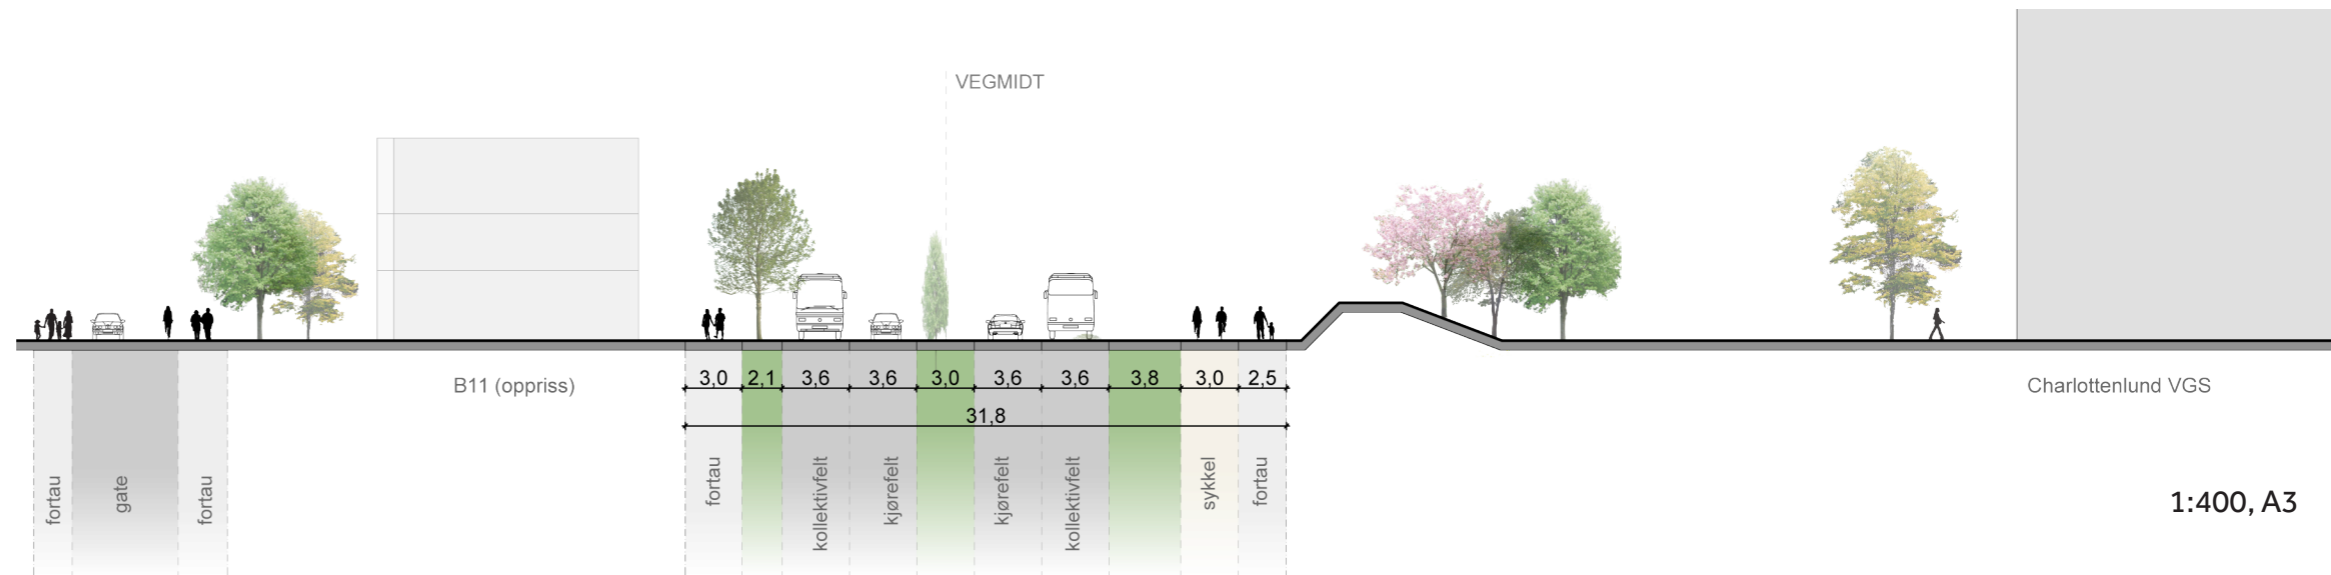 VEGMIDT
B11 (oppriss)
3,0 2,1 3,6 3,6 3,0 3,6 3,6 3,8 3,0 2,5
Charlottenlund VGS
31,8
fortau
gate
fortau
fortau
kollektivfelt
kjørefelt
kjørefelt
kollektivfelt
sykkel
fortau
1:400, A3